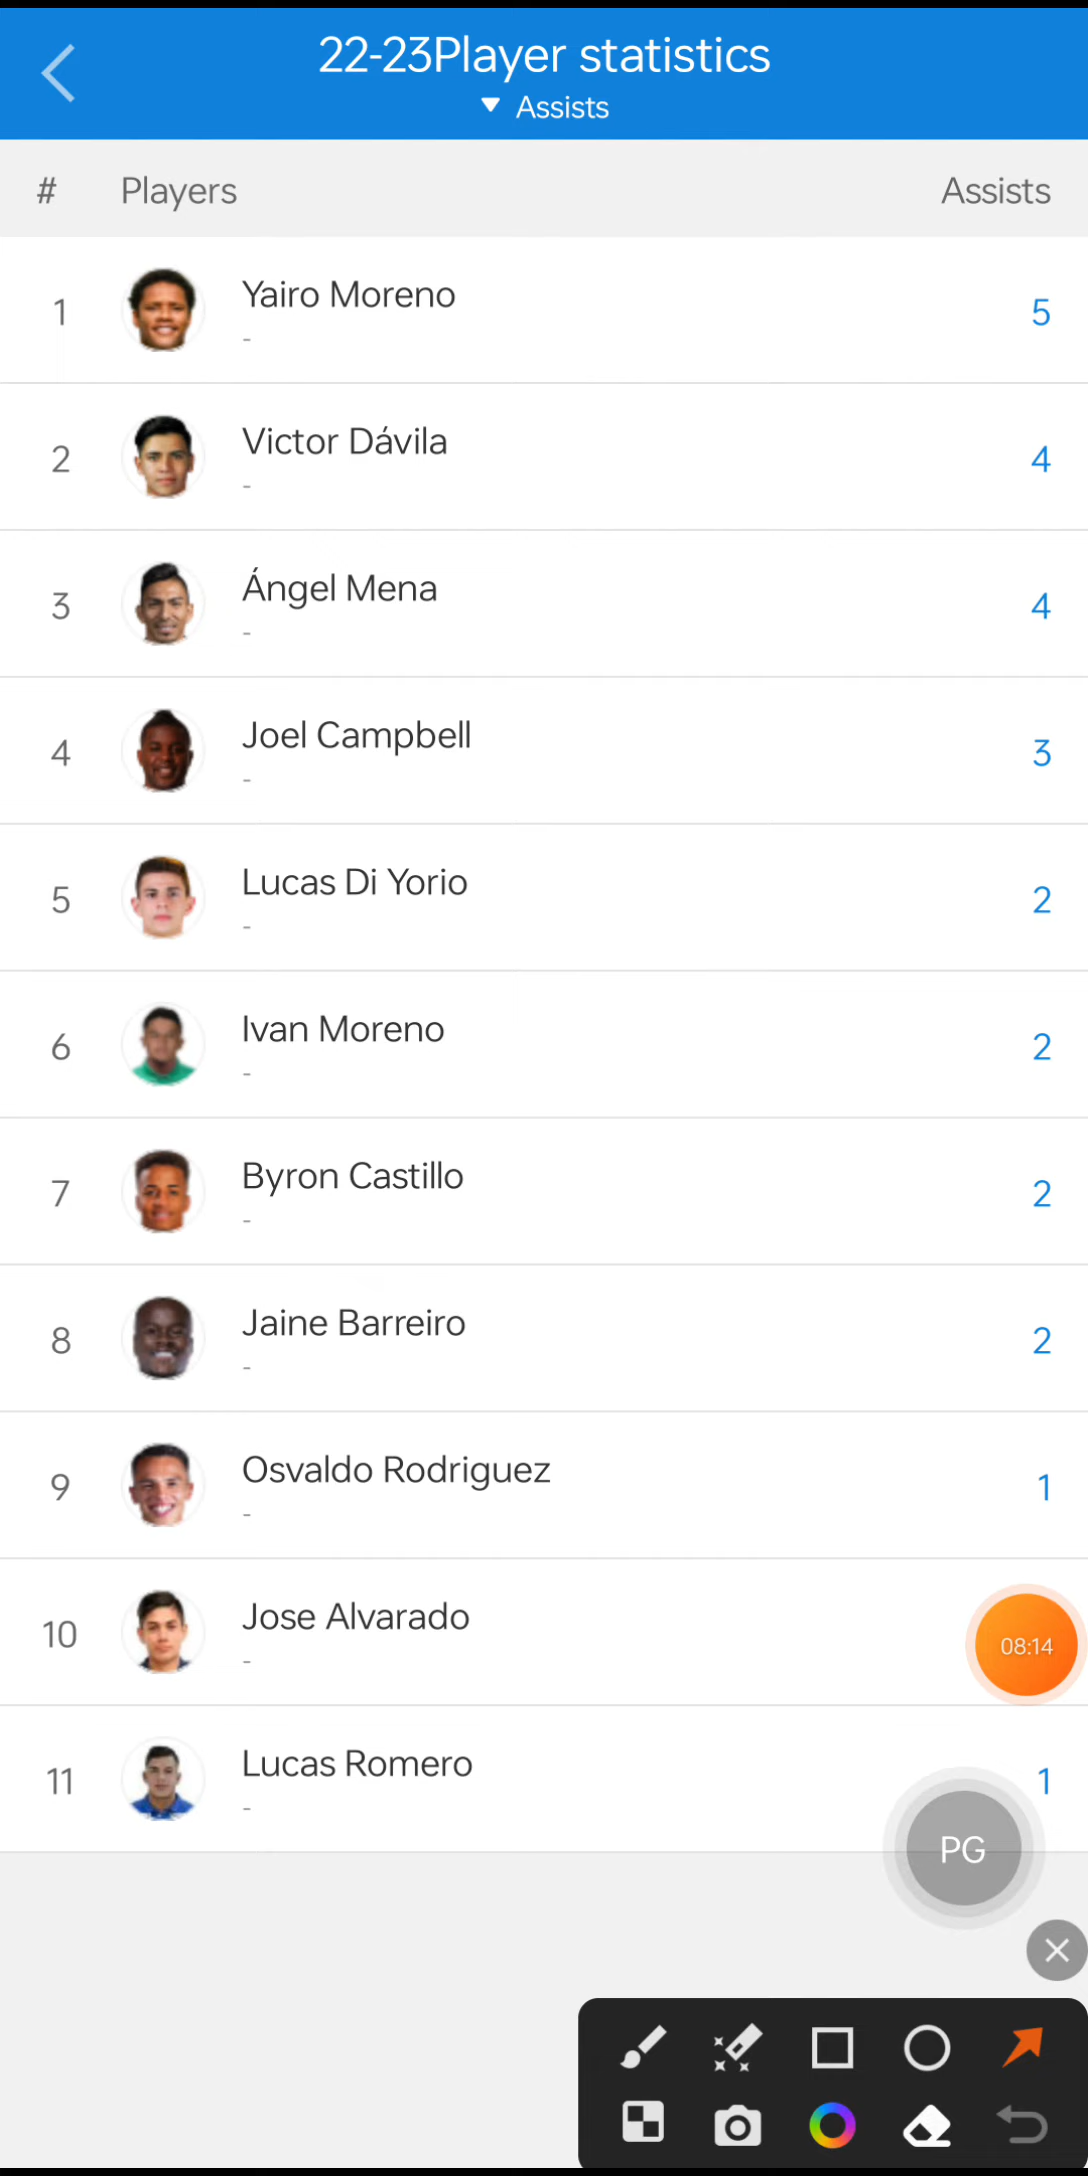 22-23Player statistics
▼ Assists
# Players Assists
1 Yairo Moreno 5
-
2 Victor Dávila 4
-
3 Ángel Mena 4
-
4 Joel Campbell 3
-
5 Lucas Di Yorio 2
-
6 Ivan Moreno 2
-
7 Byron Castillo 2
-
8 Jaine Barreiro 2
-
9 Osvaldo Rodriguez 1
-
10 Jose Alvarado
-
08:14
11 Lucas Romero 1
-
PG